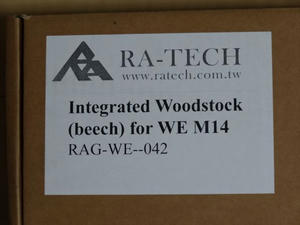 RA-TECH
www.ratech.com.tw
Integrated Woodstock
(beech) for WE M14
RAG-WE--042